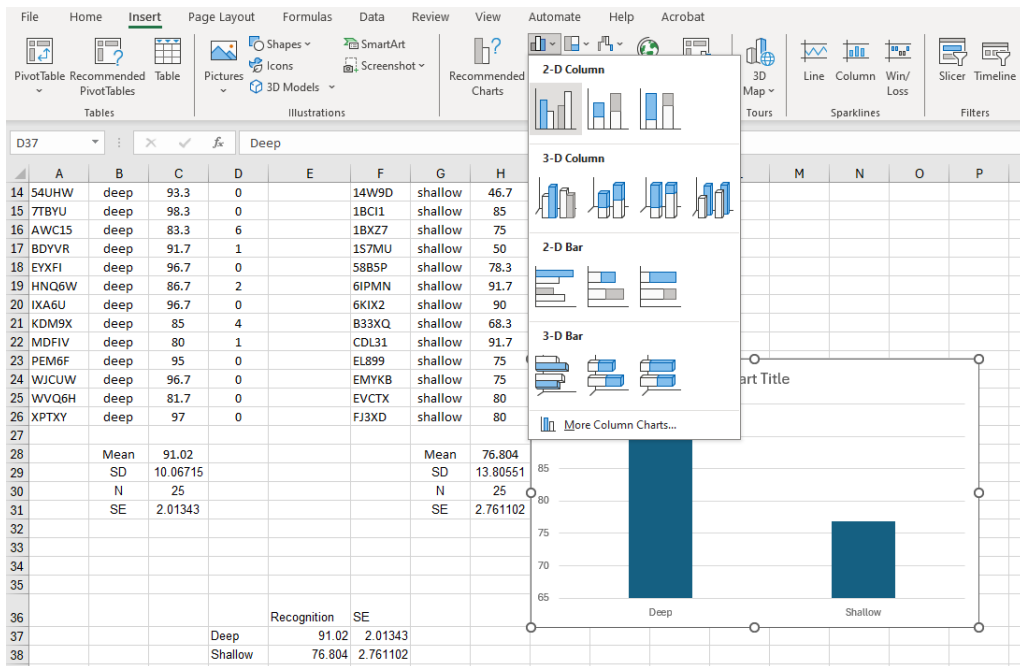 File Home Insert Page Layout Formulas Data Review View Automate Help Acrobat
Shapes SmartArt
Icons Screenshot
3D Models
PivotTable Recommended PivotTables Table Pictures Recommended Charts 3D Map Line Column Win/Loss Slicer Timeline
Tables Illustrations Tours Sparklines Filters
D37 fx Deep
2-D Column
3-D Column
2-D Bar
3-D Bar
More Column Charts...
A B C D E F G H M N O P
14 54UHW deep 93.3 0 14W9D shallow 46.7
15 7TBYU deep 98.3 0 1BCI1 shallow 85
16 AWC15 deep 83.3 6 1BXZ7 shallow 75
17 BDYVR deep 91.7 1 1S7MU shallow 50
18 EYXFI deep 96.7 0 58B5P shallow 78.3
19 HNQ6W deep 86.7 2 6IPMN shallow 91.7
20 IXA6U deep 96.7 0 6KIX2 shallow 90
21 KDM9X deep 85 4 B33XQ shallow 68.3
22 MDFIV deep 80 1 CDL31 shallow 91.7
23 PEM6F deep 95 0 EL899 shallow 75
24 WJCUW deep 96.7 0 EMYKB shallow 75
25 WVQ6H deep 81.7 0 EVCTX shallow 80
26 XPTXY deep 97 0 FJ3XD shallow 80
27
28 Mean 91.02 Mean 76.804
29 SD 10.06715 SD 13.80551
30 N 25 N 25
31 SE 2.01343 SE 2.761102
32
33
34
35
36 Recognition SE
37 Deep 91.02 2.01343
38 Shallow 76.804 2.761102
art Title
85
80
75
70
65
Deep Shallow